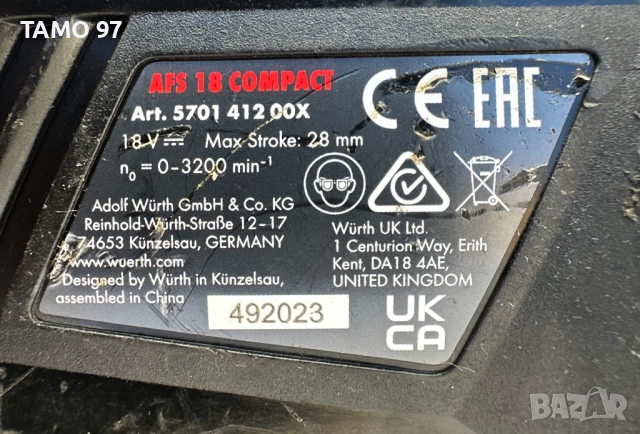 TAMO 97
AFS 18 COMPACT
Art. 5701 412 00X
18 V ⎓ Max Stroke: 28 mm
n₀ = 0-3200 min⁻¹
CE EAC
Adolf Würth GmbH & Co. KG
Reinhold-Würth-Straße 12-17
74653 Künzelsau, GERMANY
www.wuerth.com
Designed by Würth in Künzelsau,
assembled in China
492023
Würth UK Ltd.
1 Centurion Way, Erith
Kent, DA18 4AE,
UNITED KINGDOM
UK
CA
BAZAR